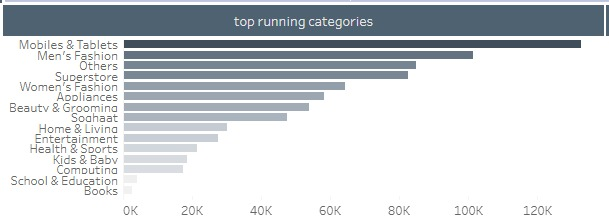 top running categories
Mobiles & Tablets
Men's Fashion
Others
Superstore
Women's Fashion
Appliances
Beauty & Grooming
Soghaat
Home & Living
Entertainment
Health & Sports
Kids & Baby
Computing
School & Education
Books
0K 20K 40K 60K 80K 100K 120K